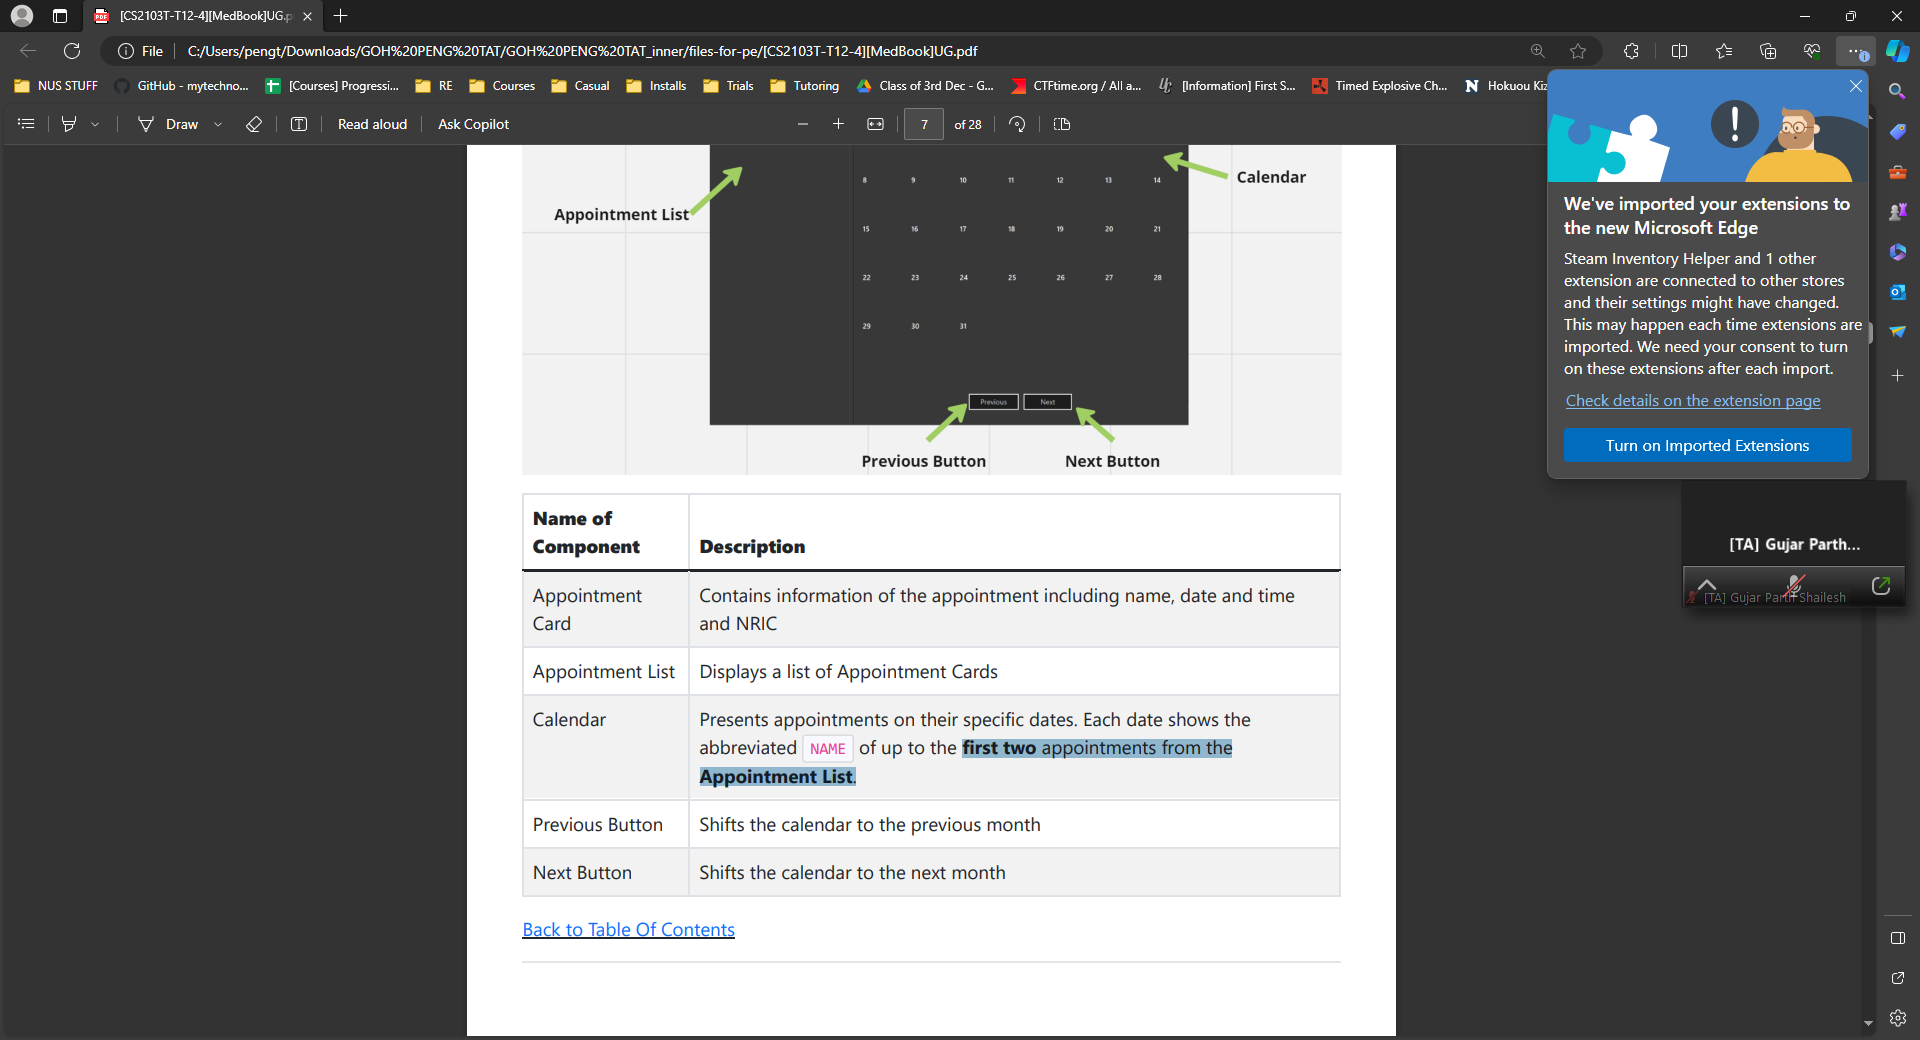 [CS2103T-T12-4][MedBook]UG.p
File
C:/Users/pengt/Downloads/GOH%20PENG%20TAT/GOH%20PENG%20TAT_inner/files-for-pe/[CS2103T-T12-4][MedBook]UG.pdf
NUS STUFF
GitHub - mytechno...
[Courses] Progressi...
RE
Courses
Casual
Installs
Trials
Tutoring
Class of 3rd Dec - G...
CTFtime.org / All a...
[Information] First S...
Timed Explosive Ch...
Hokuou Kiz
Draw
Read aloud
Ask Copilot
7
of 28
Calendar
Appointment List
8 9 10 11 12 13 14
15 16 17 18 19 20 21
22 23 24 25 26 27 28
29 30 31
Previous
Next
Previous Button
Next Button
Name of
Component
Description
Appointment
Card
Contains information of the appointment including name, date and time
and NRIC
Appointment List
Displays a list of Appointment Cards
Calendar
Presents appointments on their specific dates. Each date shows the
abbreviated NAME of up to the first two appointments from the
Appointment List.
Previous Button
Shifts the calendar to the previous month
Next Button
Shifts the calendar to the next month
Back to Table Of Contents
We've imported your extensions to
the new Microsoft Edge
Steam Inventory Helper and 1 other
extension are connected to other stores
and their settings might have changed.
This may happen each time extensions are
imported. We need your consent to turn
on these extensions after each import.
Check details on the extension page
Turn on Imported Extensions
[TA] Gujar Parth...
[TA] Gujar Parth Shailesh